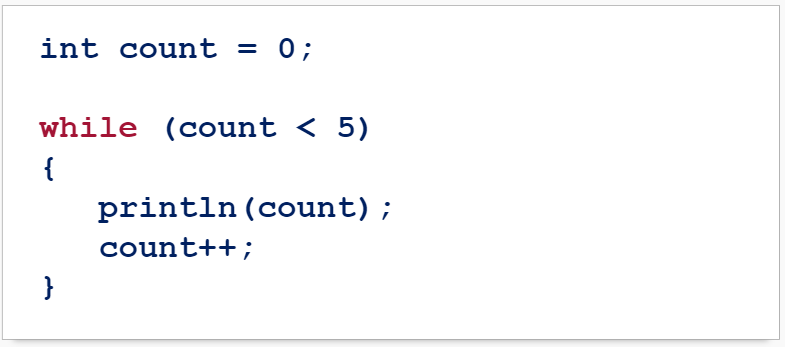 int count = 0;
while (count < 5)
{
println(count);
count++;
}